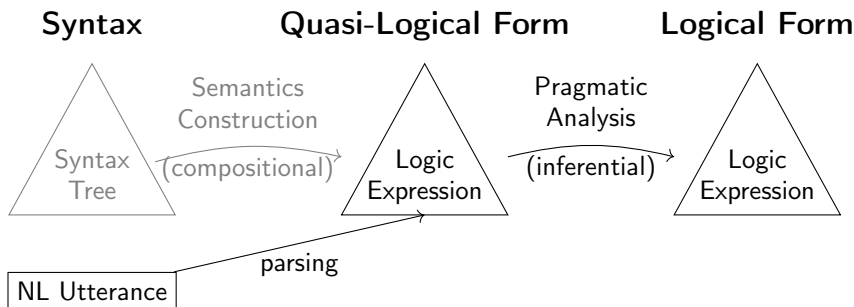 Syntax
Quasi-Logical Form
Logical Form
Semantics
Construction
(compositional)
Pragmatic
Analysis
(inferential)
Syntax
Tree
Logic
Expression
Logic
Expression
parsing
NL Utterance